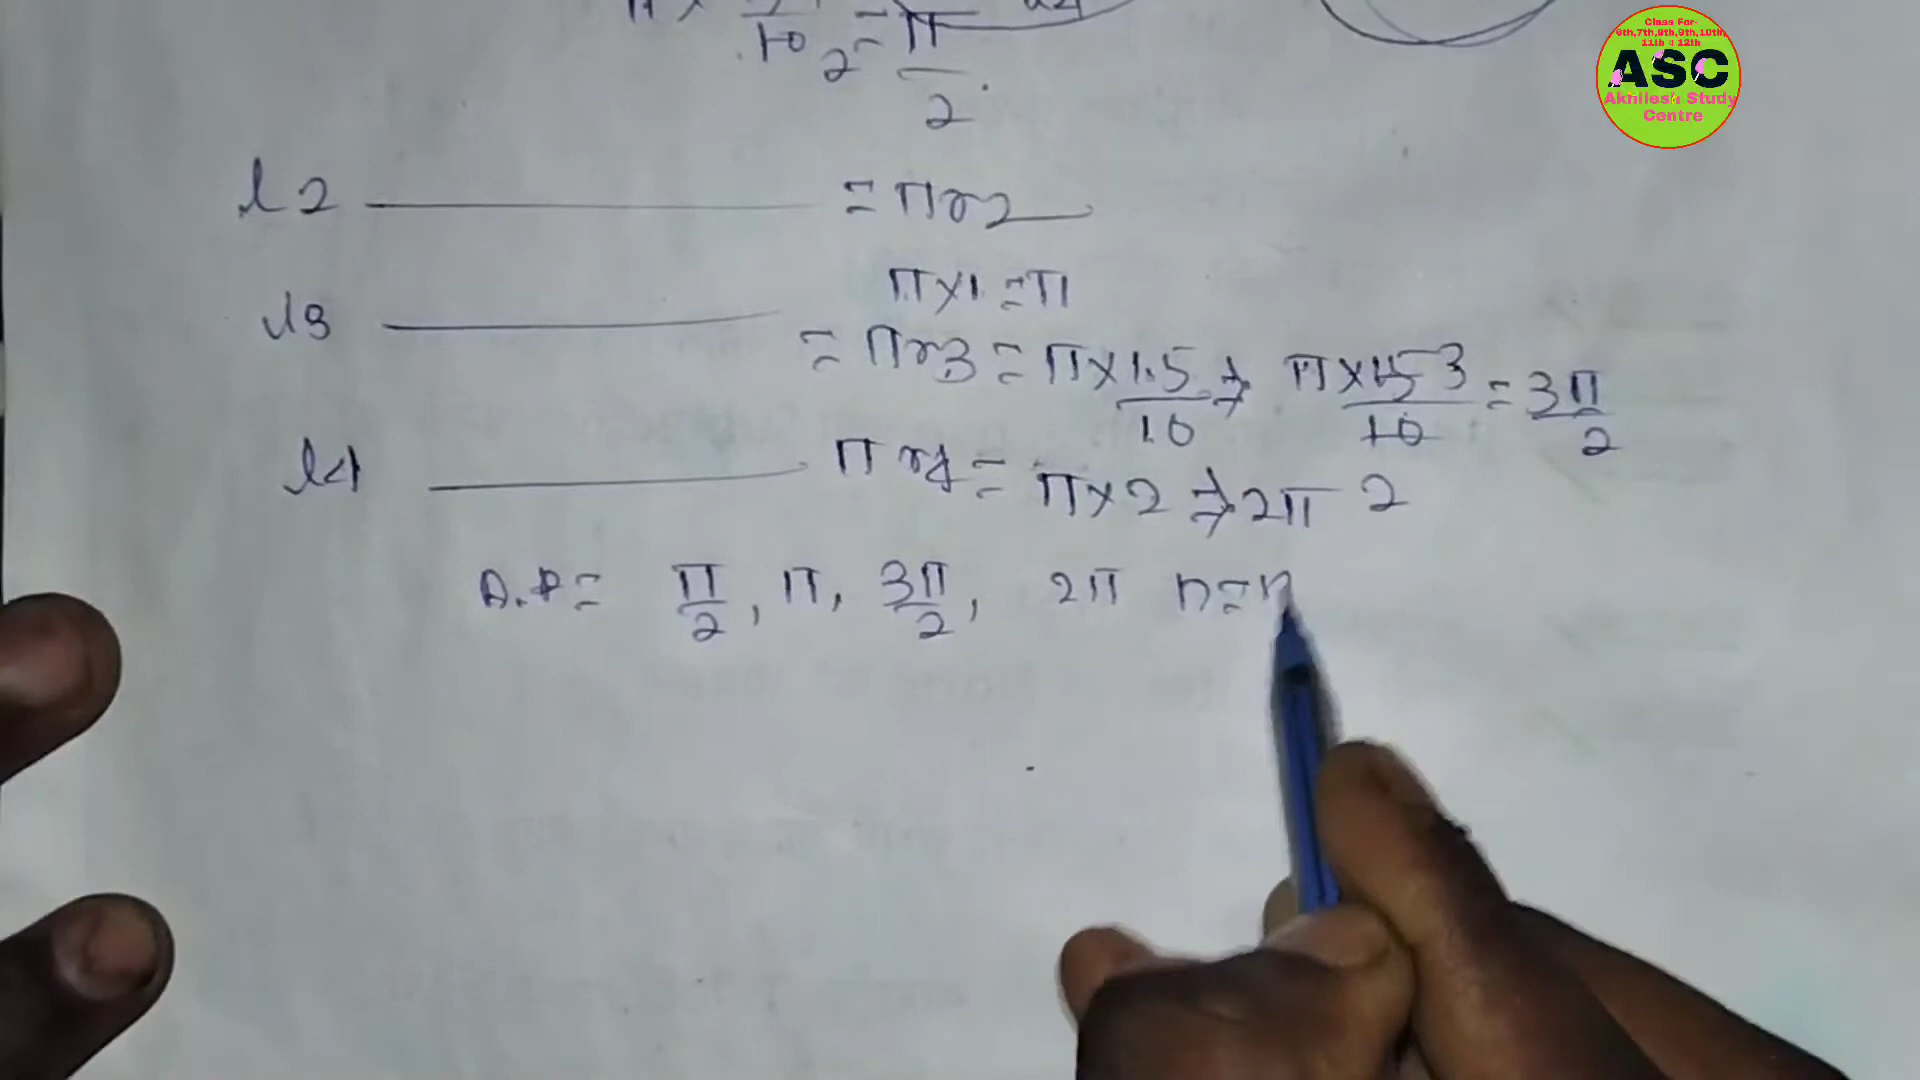 10 2 = π/2
l2 ——— = πr2
π×1 = π
l3 ——— = πr3 = π×1.5/10 ⇒ π×15 3/10 = 3π/2
l4 ——— πr4 = π×2 ⇒ 2π 2
A.P = π/2, π, 3π/2, 2π n=
Class For-
6th,7th,8th,9th,10th,
11th 12th
ASC
Akhilesh Study
Centre